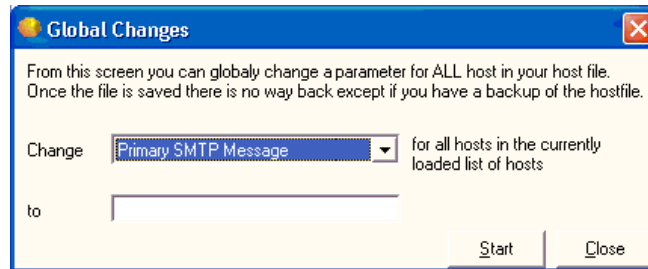 Global Changes
From this screen you can globaly change a parameter for ALL host in your host file.
Once the file is saved there is no way back except if you have a backup of the hostfile.
Change Primary SMTP Message for all hosts in the currently
loaded list of hosts
to
Start Close